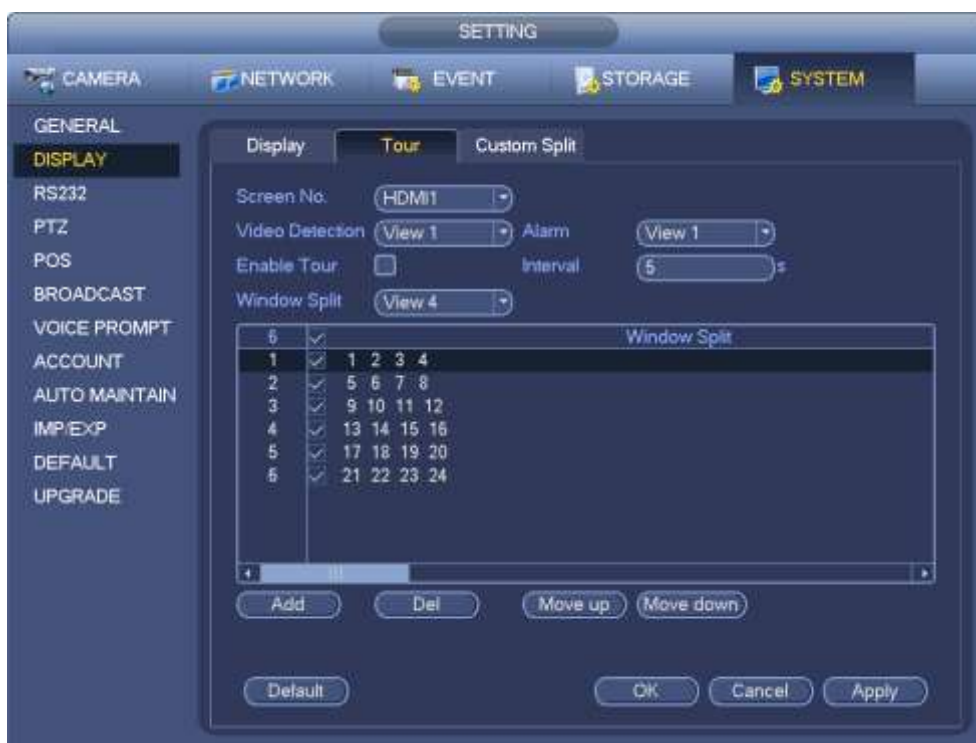 SETTING
CAMERA NETWORK EVENT STORAGE SYSTEM
GENERAL
DISPLAY
RS232
PTZ
POS
BROADCAST
VOICE PROMPT
ACCOUNT
AUTO MAINTAIN
IMP/EXP
DEFAULT
UPGRADE
Display Tour Custom Split
Screen No. HDMI1
Video Detection View 1 Alarm View 1
Enable Tour Interval 5 s
Window Split View 4
6 Window Split
1 1 2 3 4
2 5 6 7 8
3 9 10 11 12
4 13 14 15 16
5 17 18 19 20
6 21 22 23 24
Add Del Move up Move down
Default OK Cancel Apply